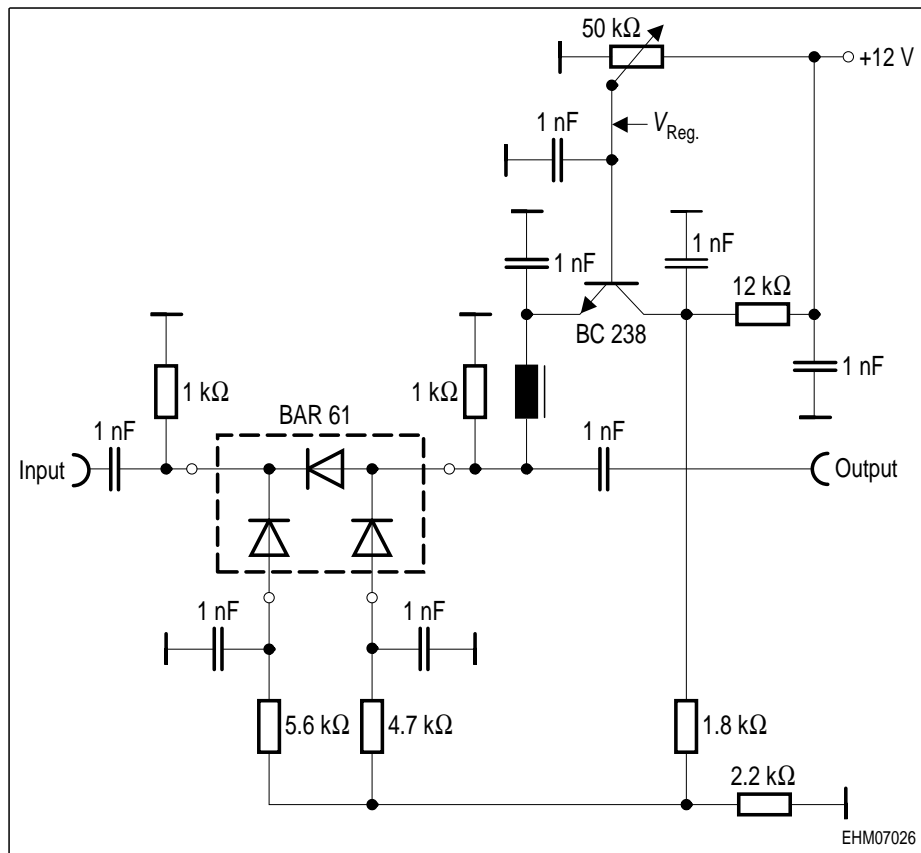 50 kΩ
+12 V
1 nF
V Reg.
1 nF
1 nF
12 kΩ
BC 238
1 nF
1 kΩ
1 kΩ
BAR 61
1 nF
1 nF
Input
Output
1 nF
1 nF
5.6 kΩ
4.7 kΩ
1.8 kΩ
2.2 kΩ
EHM07026